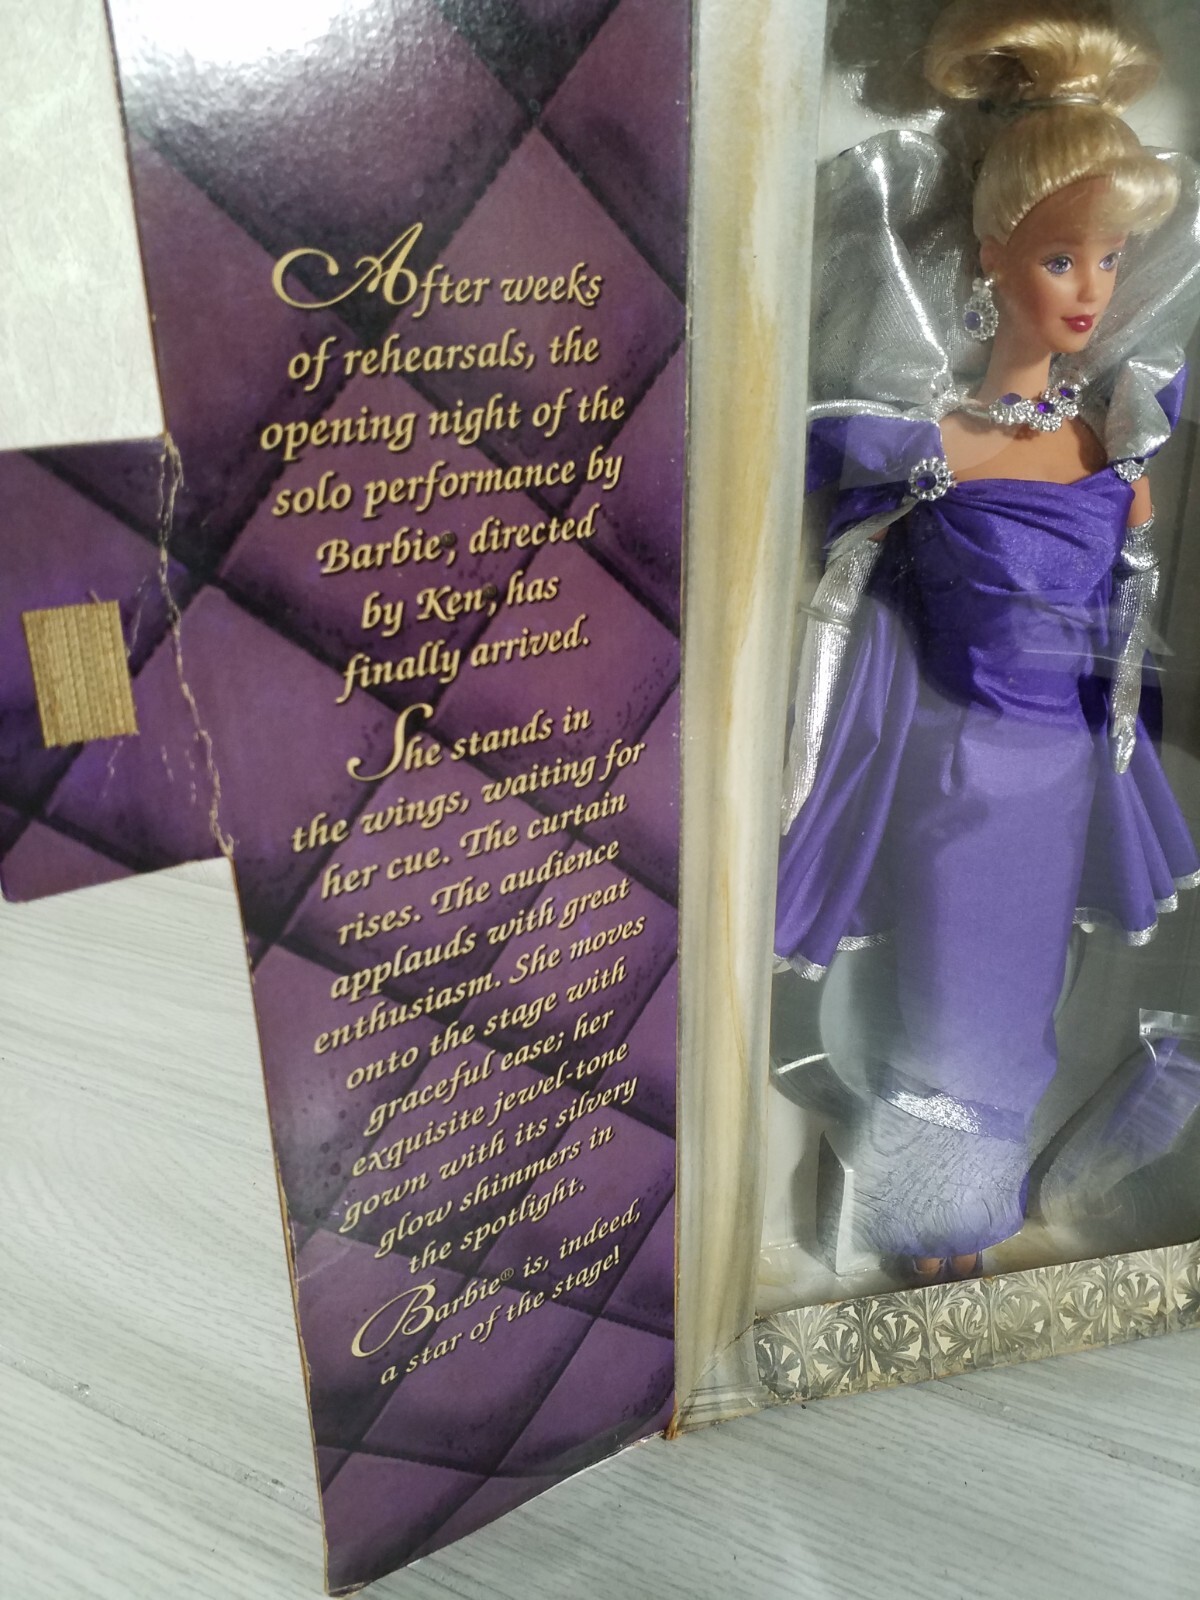 After weeks
of rehearsals, the
opening night of the
solo performance by
Barbie®, directed
by Ken®, has
finally arrived.
She stands in
the wings, waiting for
her cue. The curtain
rises. The audience
applauds with great
enthusiasm. She moves
onto the stage with
graceful ease; her
exquisite jewel-tone
gown with its silvery
glow shimmers in
the spotlight.
Barbie® is, indeed,
a star of the stage!